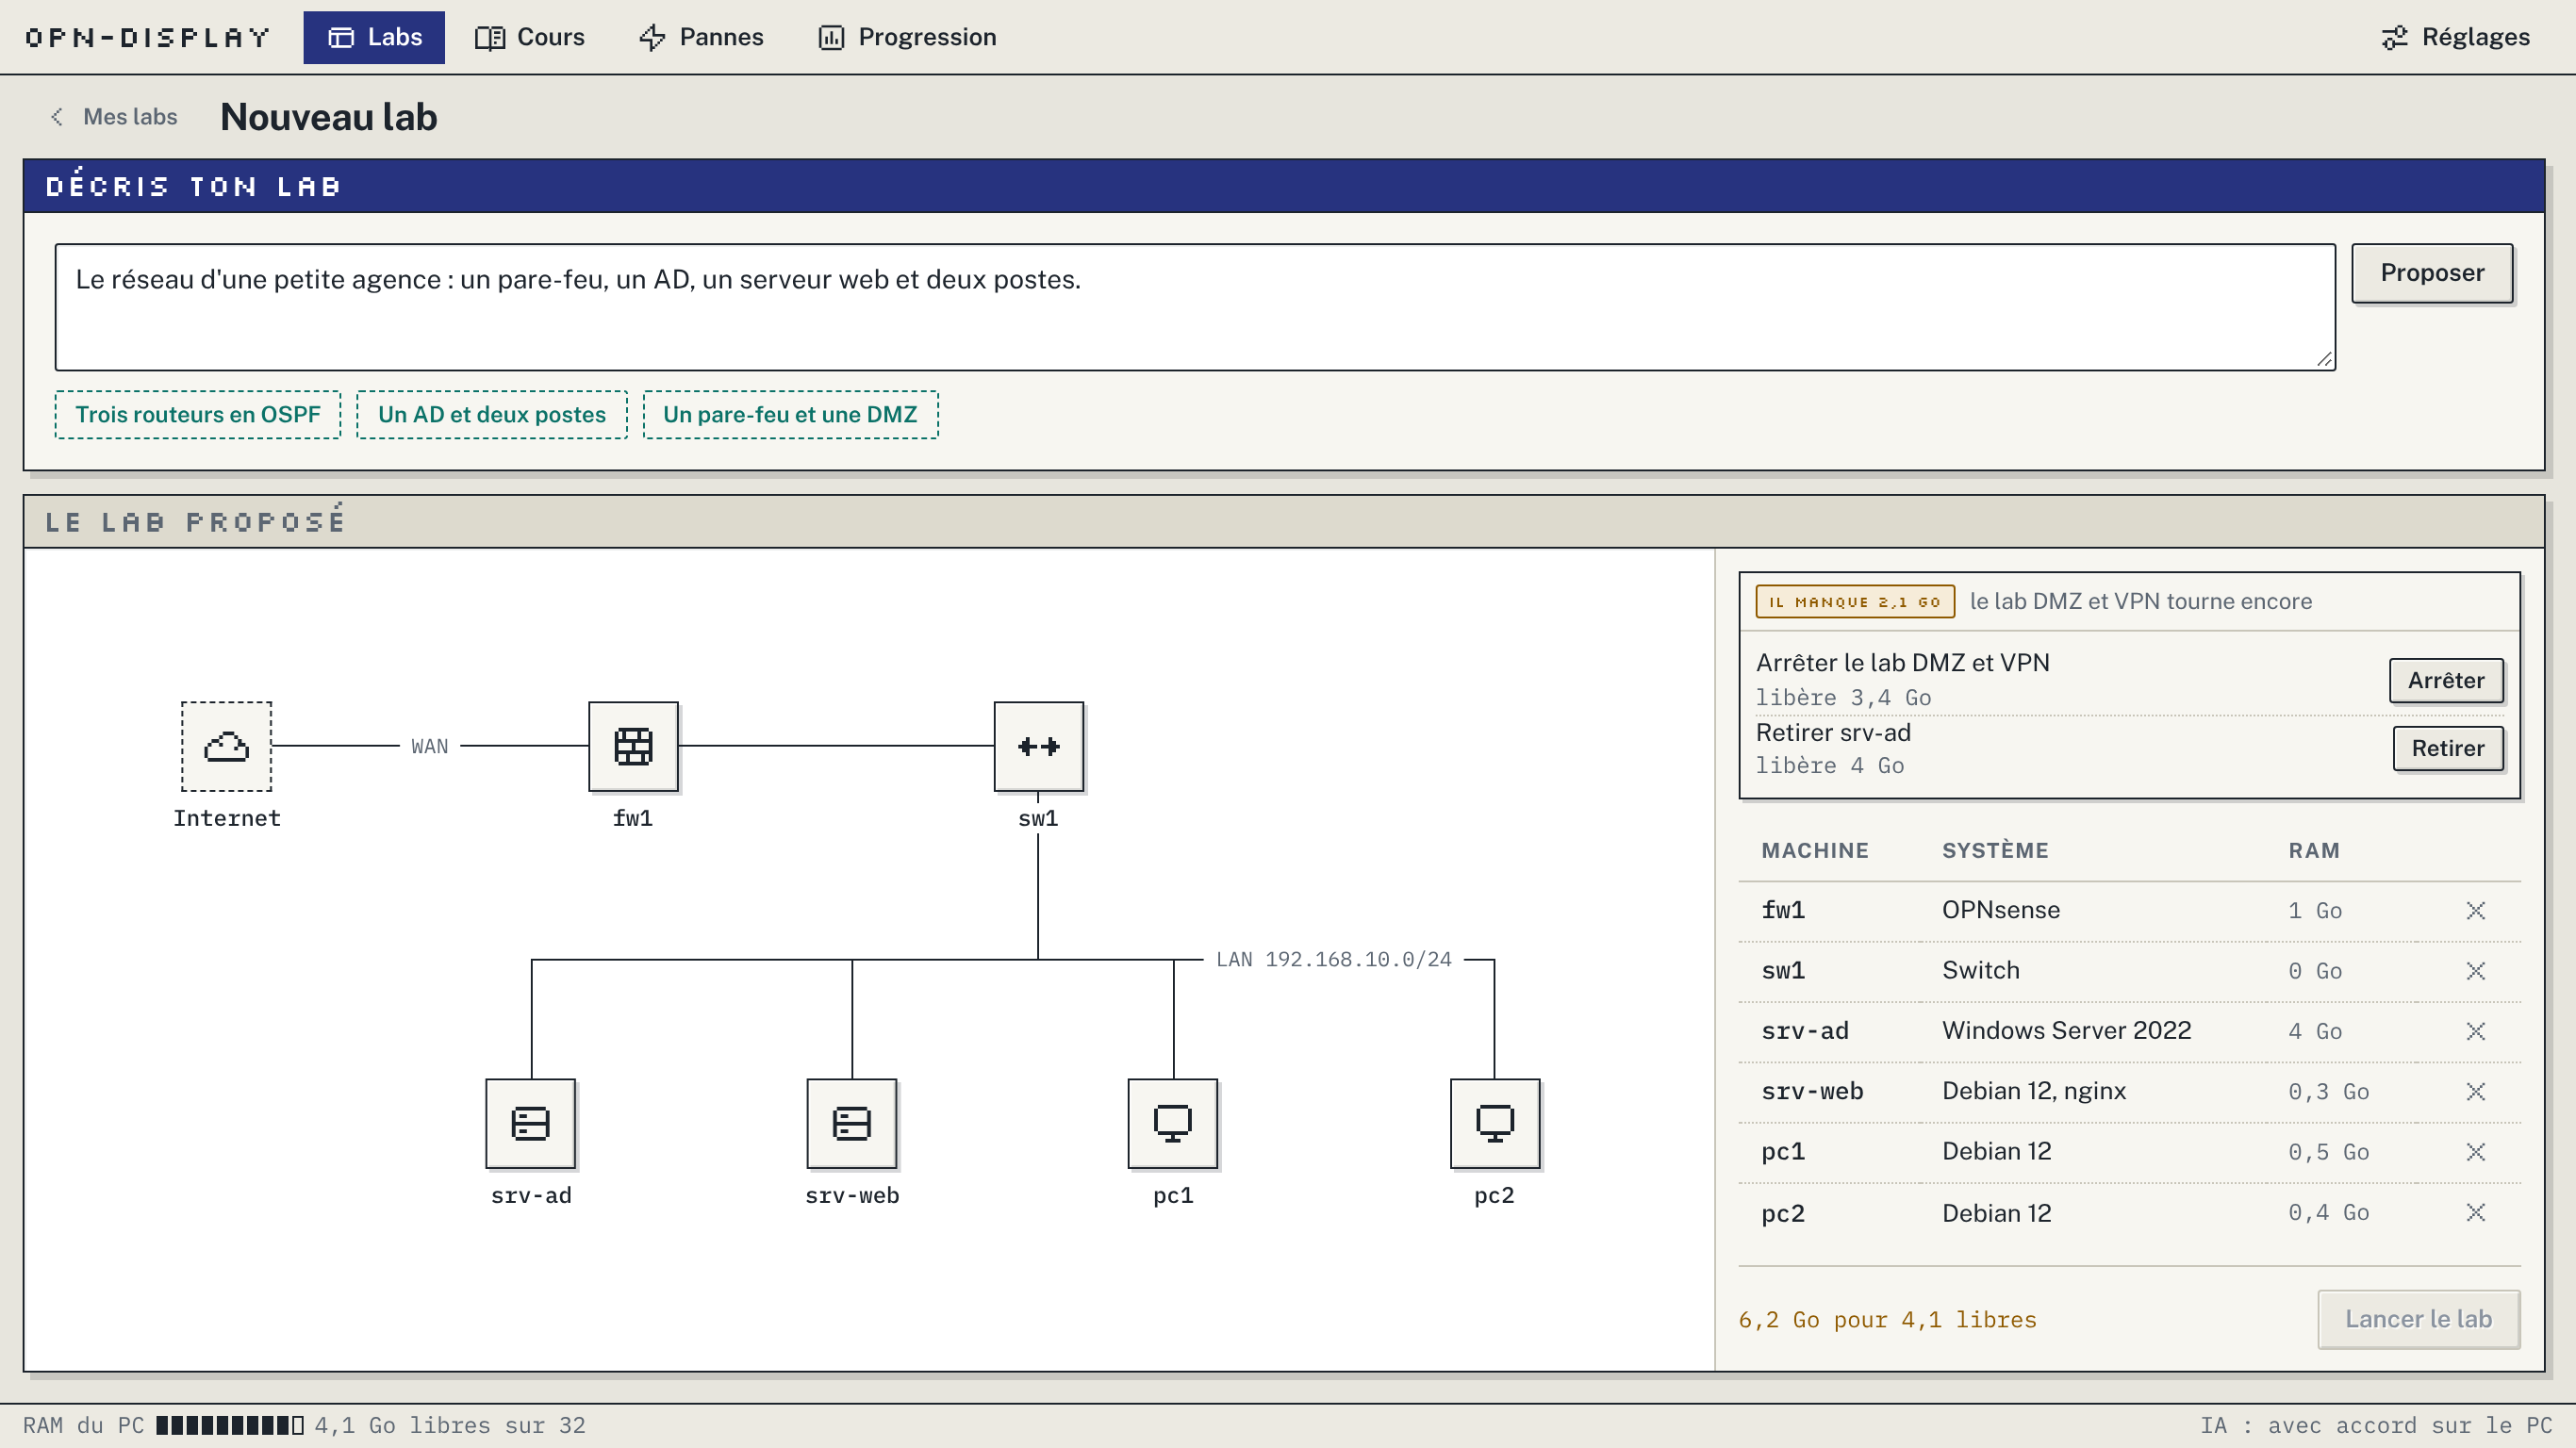 OPN-DISPLAY Labs Cours Pannes Progression Réglages
Mes labs Nouveau lab
DÉCRIS TON LAB
Le réseau d'une petite agence : un pare-feu, un AD, un serveur web et deux postes.
Proposer
Trois routeurs en OSPF Un AD et deux postes Un pare-feu et une DMZ
LE LAB PROPOSÉ
WAN
Internet fw1 sw1
LAN 192.168.10.0/24
srv-ad srv-web pc1 pc2
IL MANQUE 2,1 GO le lab DMZ et VPN tourne encore
Arrêter le lab DMZ et VPN
libère 3,4 Go
Arrêter
Retirer srv-ad
libère 4 Go
Retirer
MACHINE SYSTÈME RAM
fw1 OPNsense 1 Go
sw1 Switch 0 Go
srv-ad Windows Server 2022 4 Go
srv-web Debian 12, nginx 0,3 Go
pc1 Debian 12 0,5 Go
pc2 Debian 12 0,4 Go
6,2 Go pour 4,1 libres
Lancer le lab
RAM du PC 4,1 Go libres sur 32
IA : avec accord sur le PC